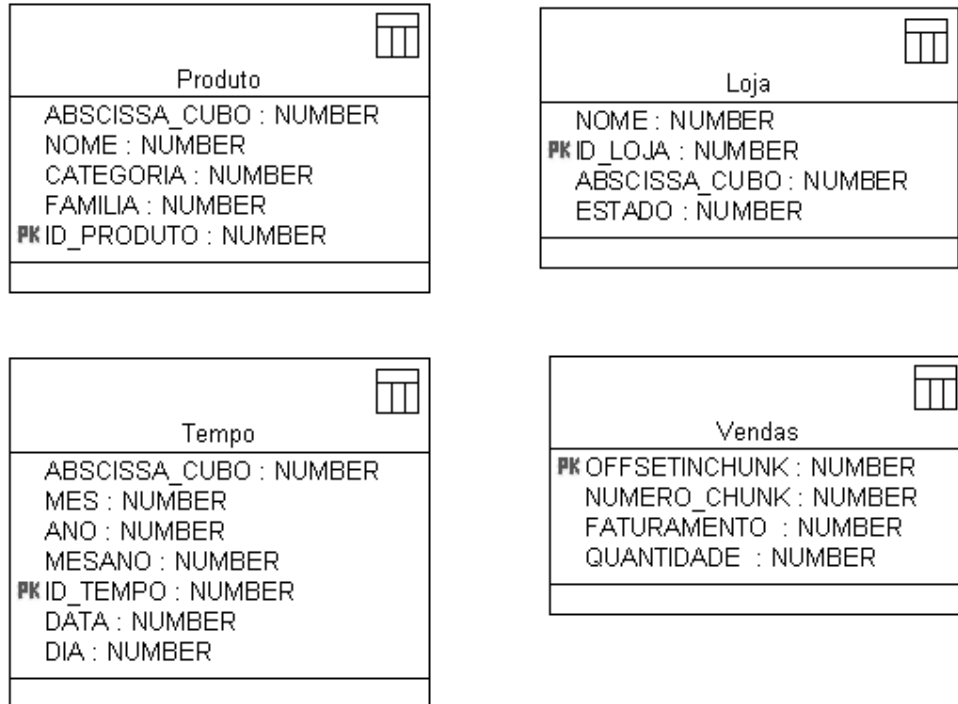 Produto
ABSCISSA_CUBO : NUMBER
NOME : NUMBER
CATEGORIA : NUMBER
FAMILIA : NUMBER
PK ID_PRODUTO : NUMBER
Loja
NOME : NUMBER
PK ID_LOJA : NUMBER
ABSCISSA_CUBO : NUMBER
ESTADO : NUMBER
Tempo
ABSCISSA_CUBO : NUMBER
MES : NUMBER
ANO : NUMBER
MESANO : NUMBER
PK ID_TEMPO : NUMBER
DATA : NUMBER
DIA : NUMBER
Vendas
PK OFFSETINCHUNK : NUMBER
NUMERO_CHUNK : NUMBER
FATURAMENTO : NUMBER
QUANTIDADE : NUMBER